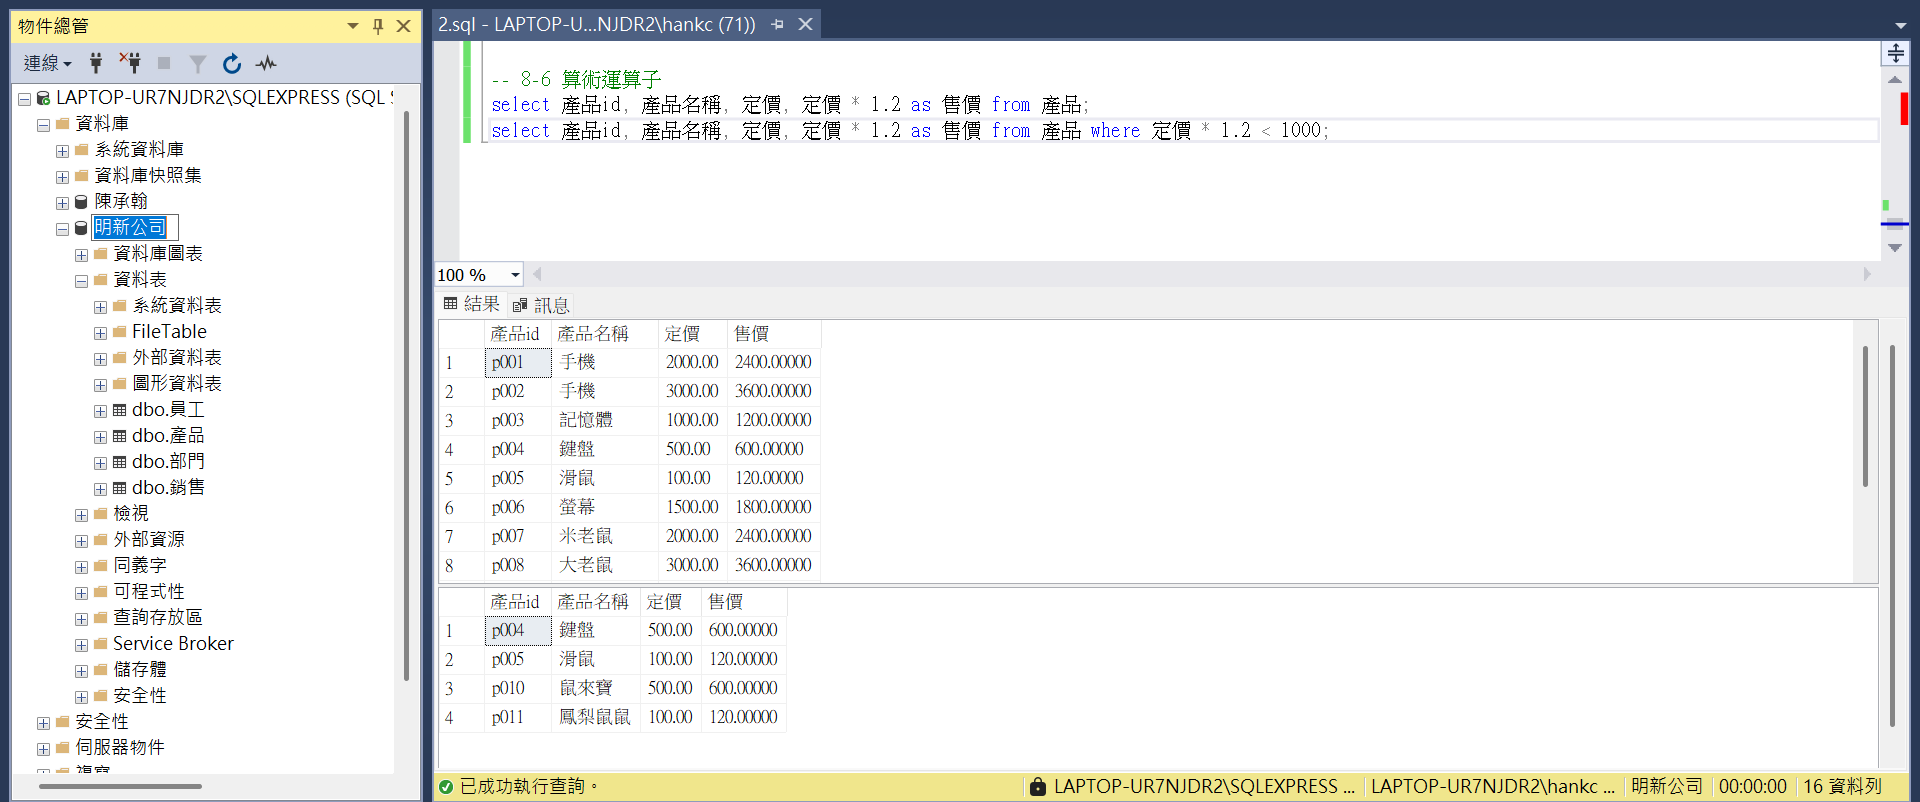 物件總管
連線
LAPTOP-UR7NJDR2\SQLEXPRESS (SQL S
資料庫
系統資料庫
資料庫快照集
陳承翰
明新公司
資料庫圖表
資料表
系統資料表
FileTable
外部資料表
圖形資料表
dbo.員工
dbo.產品
dbo.部門
dbo.銷售
檢視
外部資源
同義字
可程式性
查詢存放區
Service Broker
儲存體
安全性
安全性
伺服器物件
複寫
2.sql - LAPTOP-U...NJDR2\hankc (71))
-- 8-6 算術運算子
select 產品id, 產品名稱, 定價, 定價 * 1.2 as 售價 from 產品;
select 產品id, 產品名稱, 定價, 定價 * 1.2 as 售價 from 產品 where 定價 * 1.2 < 1000;
100 %
結果 訊息
產品id 產品名稱 定價 售價
1 p001 手機 2000.00 2400.00000
2 p002 手機 3000.00 3600.00000
3 p003 記憶體 1000.00 1200.00000
4 p004 鍵盤 500.00 600.00000
5 p005 滑鼠 100.00 120.00000
6 p006 螢幕 1500.00 1800.00000
7 p007 米老鼠 2000.00 2400.00000
8 p008 大老鼠 3000.00 3600.00000
產品id 產品名稱 定價 售價
1 p004 鍵盤 500.00 600.00000
2 p005 滑鼠 100.00 120.00000
3 p010 鼠來寶 500.00 600.00000
4 p011 鳳梨鼠鼠 100.00 120.00000
已成功執行查詢。 LAPTOP-UR7NJDR2\SQLEXPRESS ... LAPTOP-UR7NJDR2\hankc ... 明新公司 00:00:00 16 資料列